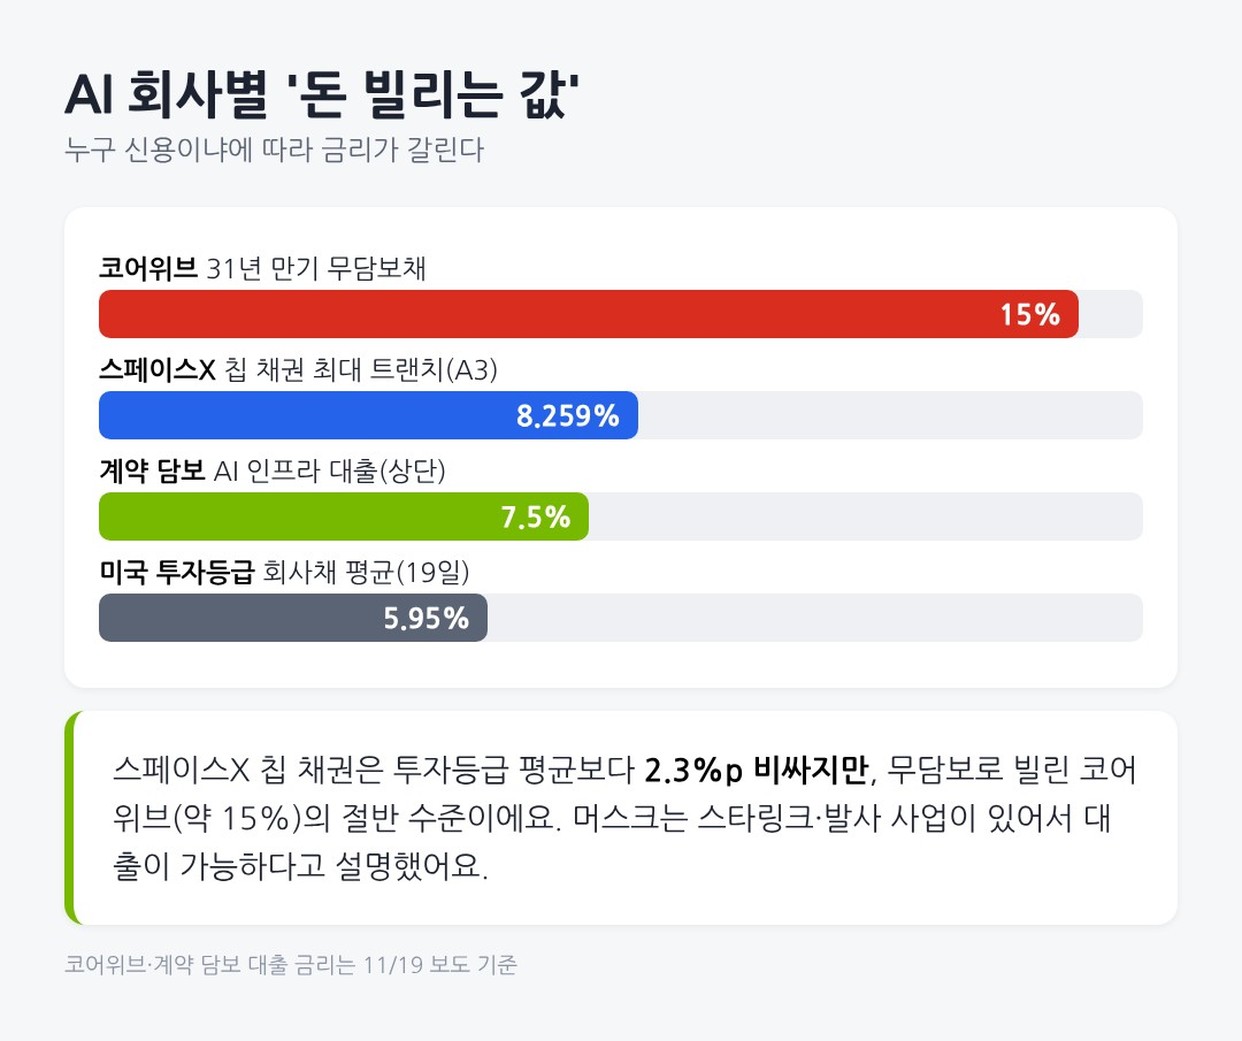 AI 회사별 '돈 빌리는 값'
누구 신용이냐에 따라 금리가 갈린다
코어위브 31년 만기 무담보채
15%
스페이스X 칩 채권 최대 트랜치(A3)
8.259%
계약 담보 AI 인프라 대출(상단)
7.5%
미국 투자등급 회사채 평균(19일)
5.95%
스페이스X 칩 채권은 투자등급 평균보다 2.3%p 비싸지만, 무담보로 빌린 코어
위브(약 15%)의 절반 수준이에요. 머스크는 스타링크·발사 사업이 있어서 대
출이 가능하다고 설명했어요.
코어위브·계약 담보 대출 금리는 11/19 보도 기준